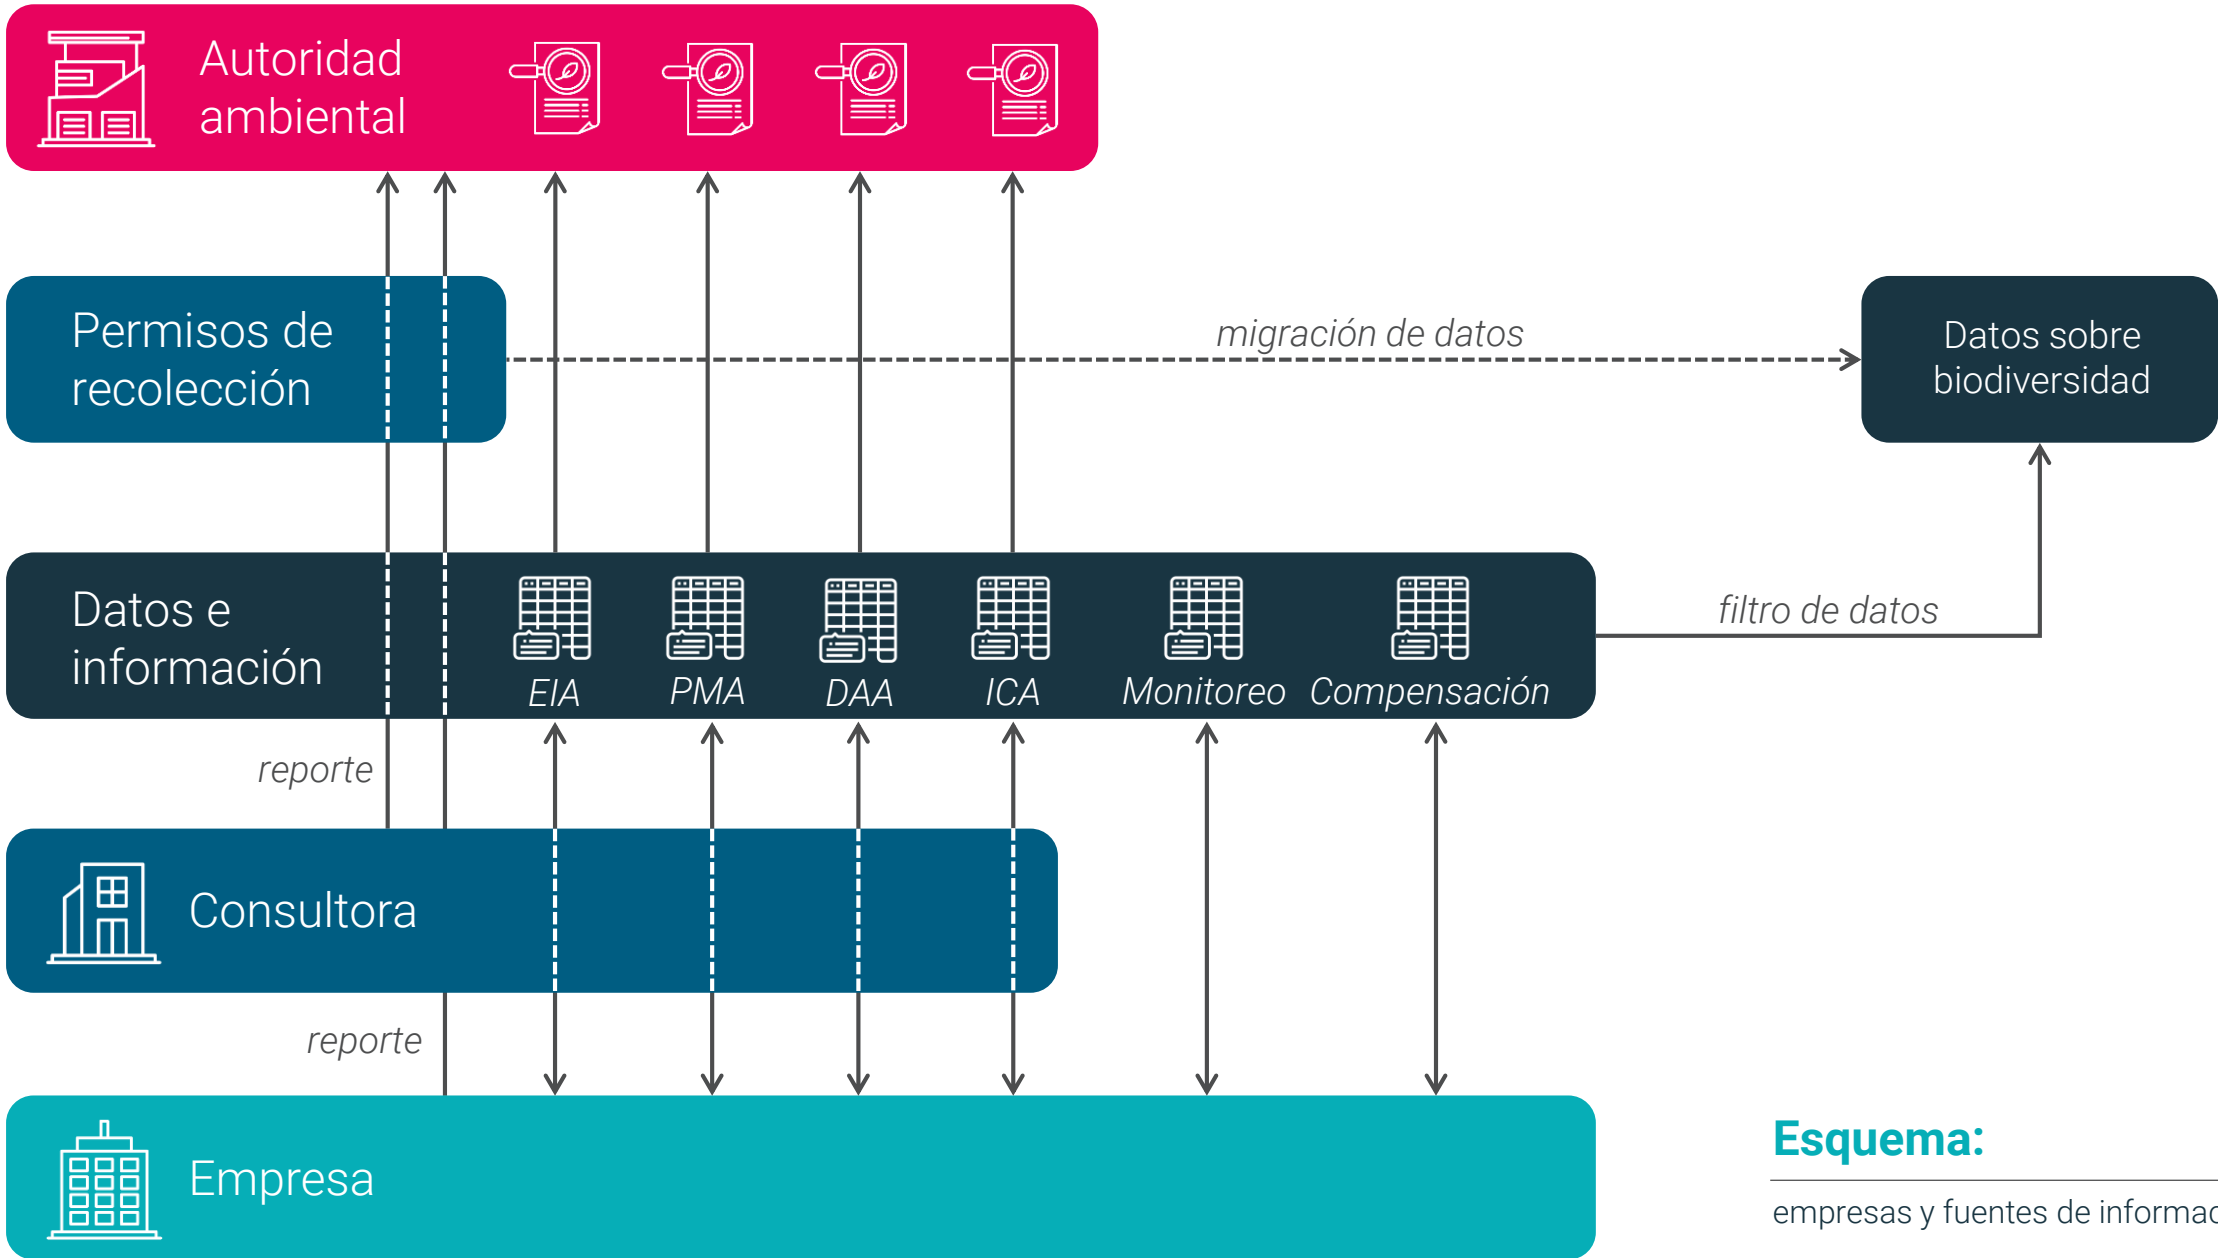 Autoridad
ambiental
Permisos de
recolección
migración de datos
Datos sobre
biodiversidad
Datos e
información
EIA
PMA
DAA
ICA
Monitoreo
Compensación
filtro de datos
reporte
Consultora
reporte
Empresa
Esquema:
empresas y fuentes de